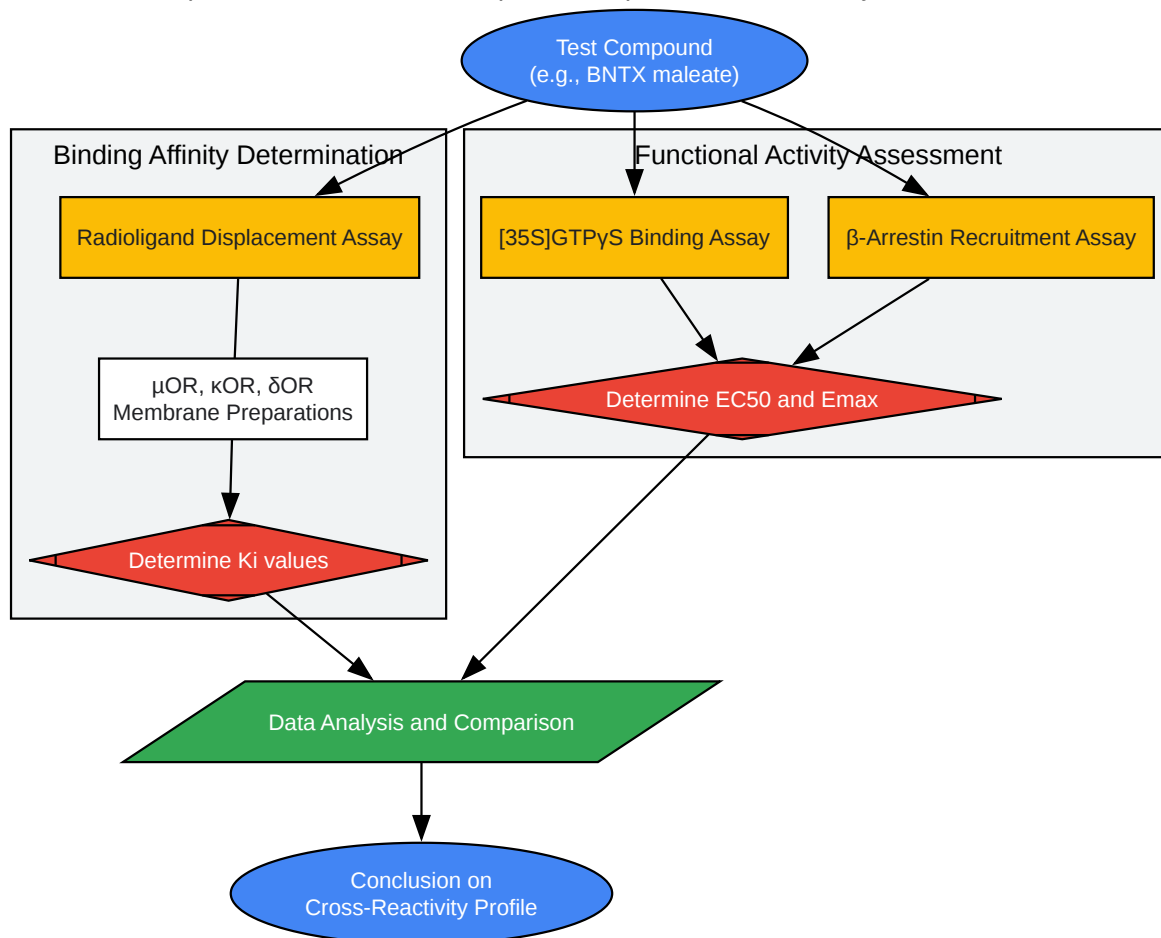 Test Compound
(e.g., BNTX maleate)
Binding Affinity Determination
Functional Activity Assessment
Radioligand Displacement Assay
[35S]GTPγS Binding Assay
β-Arrestin Recruitment Assay
µOR, κOR, δOR
Membrane Preparations
Determine EC50 and Emax
Determine Ki values
Data Analysis and Comparison
Conclusion on
Cross-Reactivity Profile